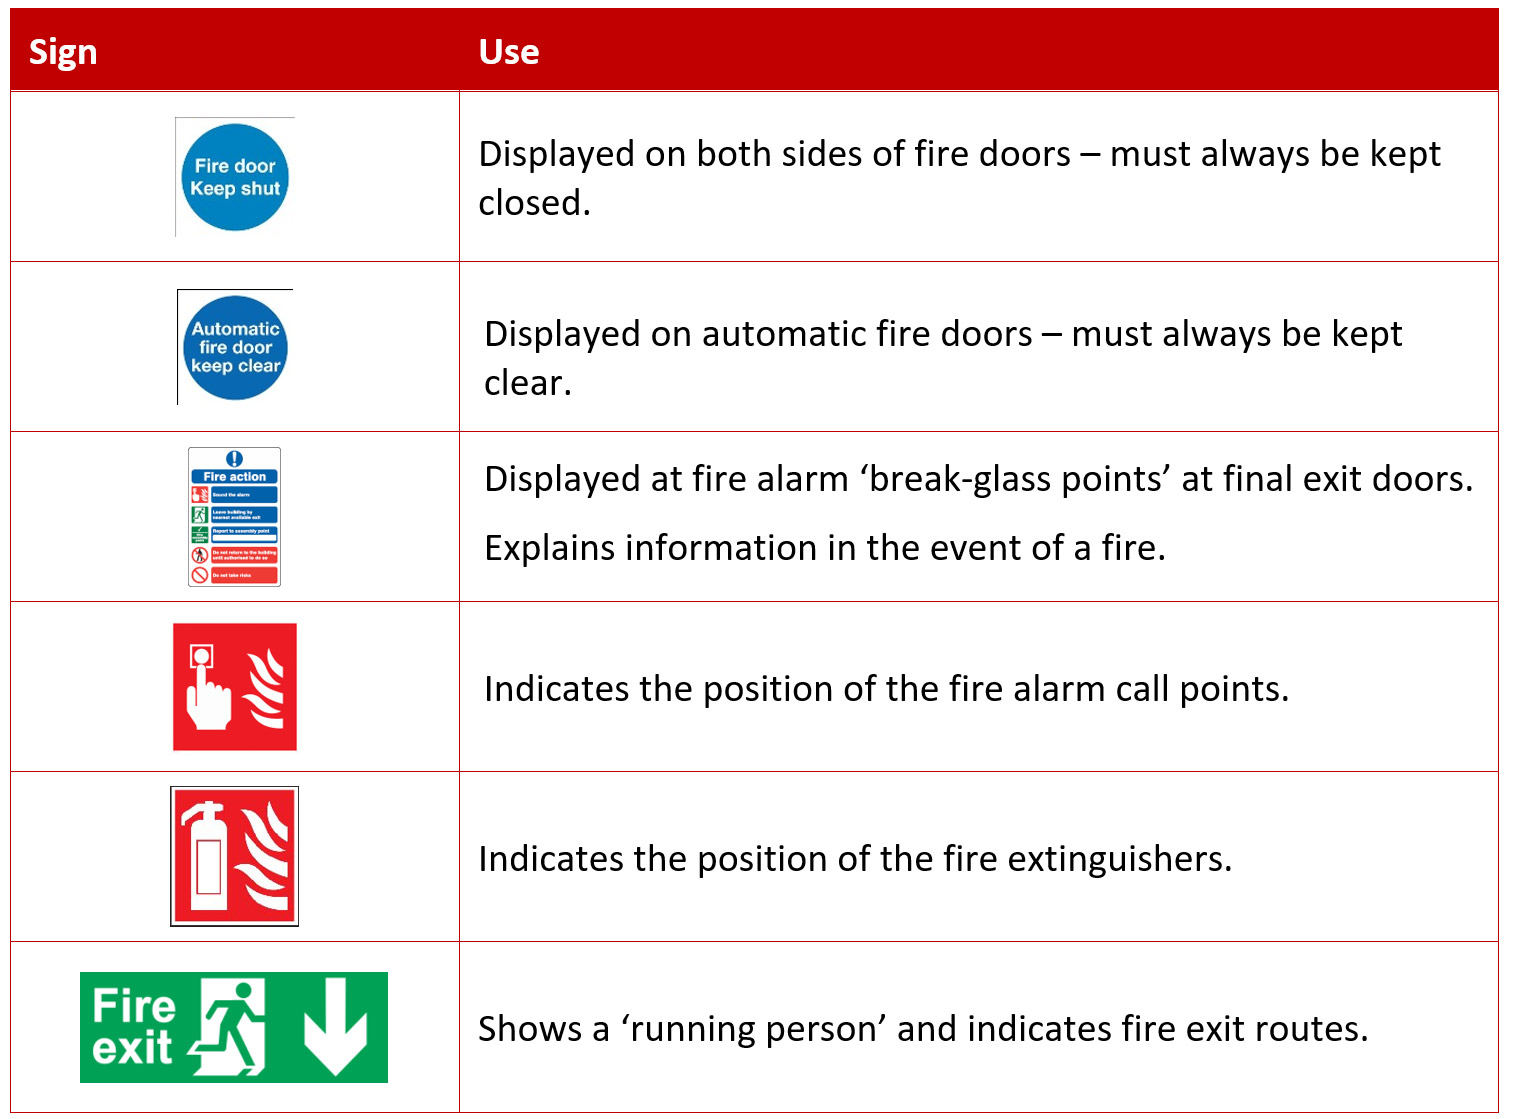 Sign
Use
Fire door
Keep shut
Displayed on both sides of fire doors – must always be kept
closed.
Automatic
fire door
keep clear
Displayed on automatic fire doors – must always be kept
clear.
Fire action
Sound the alarm
Leave building by
nearest available exit
Report to assembly point
Do not return to the building
until authorised to do so
Do not take risks
Displayed at fire alarm ‘break-glass points’ at final exit doors.
Explains information in the event of a fire.
Indicates the position of the fire alarm call points.
Indicates the position of the fire extinguishers.
Fire
exit
Shows a ‘running person’ and indicates fire exit routes.